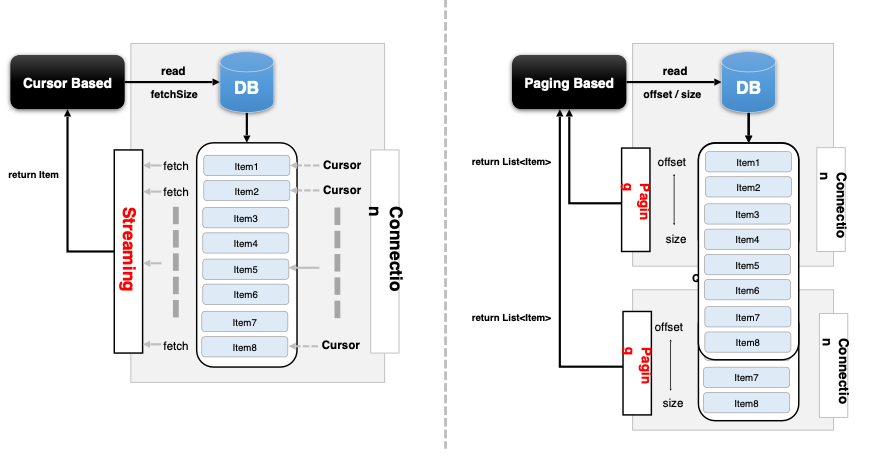 Cursor Based
read
fetchSize
DB
return Item
Streaming
fetch
fetch
fetch
Item1
Item2
Item3
Item4
Item5
Item6
Item7
Item8
Cursor
Cursor
Cursor
Connectio
n
Paging Based
read
offset / size
DB
return List<Item>
Pagin
g
offset
size
Item1
Item2
Item3
Item4
Item5
Item6
Item7
Item8
Connectio
n
return List<Item>
Pagin
g
offset
size
Item7
Item8
Connectio
n